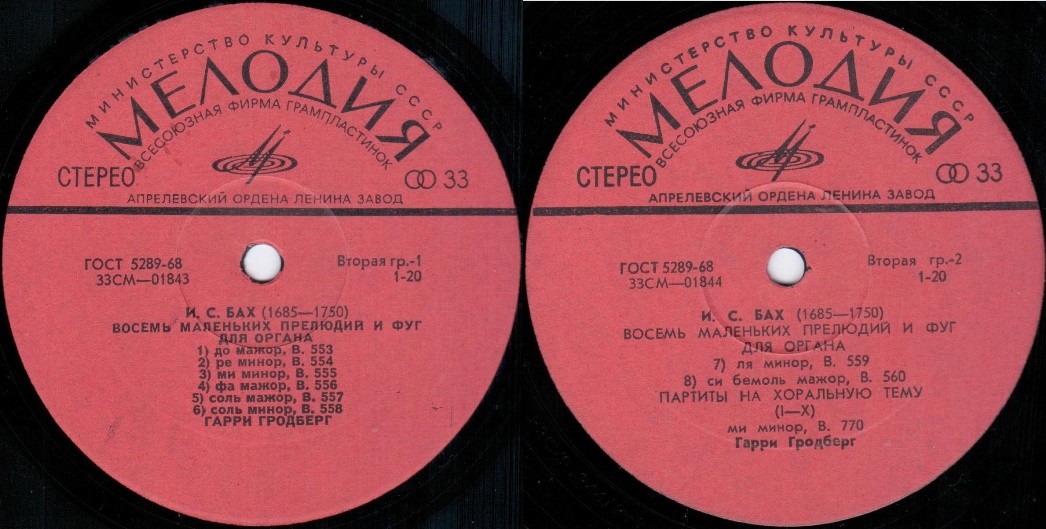 МИНИСТЕРСТВО КУЛЬТУРЫ СССР
МЕЛОДИЯ
ВСЕСОЮЗНАЯ ФИРМА ГРАМПЛАСТИНОК
СТЕРЕО
33
АПРЕЛЕВСКИЙ ОРДЕНА ЛЕНИНА ЗАВОД
ГОСТ 5289-68
33СМ—01843
Вторая гр.-1
1-20
И. С. БАХ (1685—1750)
ВОСЕМЬ МАЛЕНЬКИХ ПРЕЛЮДИЙ И ФУГ
ДЛЯ ОРГАНА
1) до мажор, В. 553
2) ре минор, В. 554
3) ми минор, В. 555
4) фа мажор, В. 556
5) соль мажор, В. 557
6) соль минор, В. 558
ГАРРИ ГРОДБЕРГ
МИНИСТЕРСТВО КУЛЬТУРЫ СССР
МЕЛОДИЯ
ВСЕСОЮЗНАЯ ФИРМА ГРАМПЛАСТИНОК
СТЕРЕО
33
АПРЕЛЕВСКИЙ ОРДЕНА ЛЕНИНА ЗАВОД
ГОСТ 5289-68
33СМ—01844
Вторая гр.-2
1-20
И. С. БАХ (1685—1750)
ВОСЕМЬ МАЛЕНЬКИХ ПРЕЛЮДИЙ И ФУГ
ДЛЯ ОРГАНА
7) ля минор, В. 559
8) си бемоль мажор, В. 560
ПАРТИТЫ НА ХОРАЛЬНУЮ ТЕМУ
(I—X)
ми минор, В. 770
Гарри Гродберг